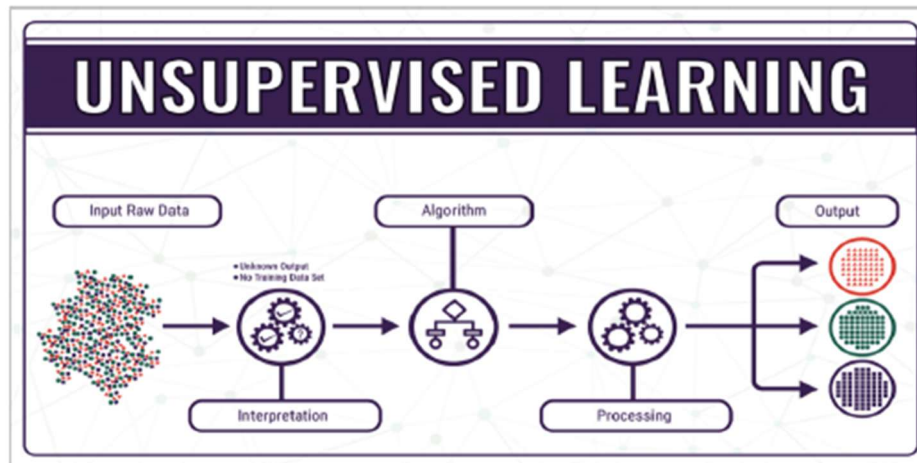 UNSUPERVISED LEARNING
Input Raw Data
Algorithm
Output
• Unknown Output
• No Training Data Set
?
Interpretation
Processing